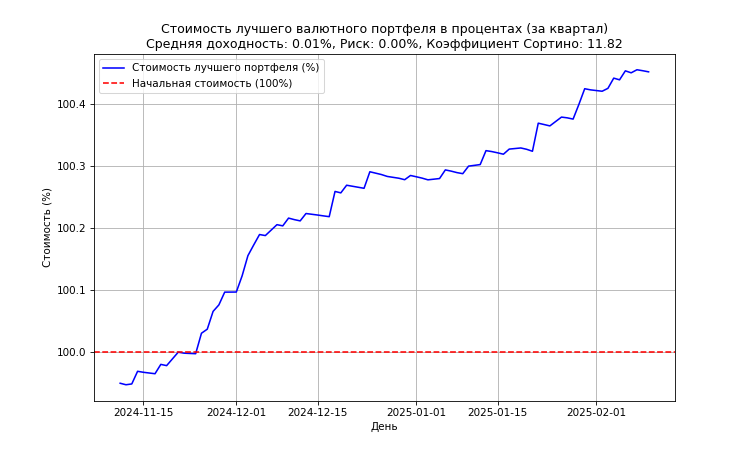 Стоимость лучшего валютного портфеля в процентах (за квартал)
Средняя доходность: 0.01%, Риск: 0.00%, Коэффициент Сортино: 11.82
Стоимость лучшего портфеля (%)
Начальная стоимость (100%)
Стоимость (%)
100.4
100.3
100.2
100.1
100.0
2024-11-15
2024-12-01
2024-12-15
2025-01-01
2025-01-15
2025-02-01
День